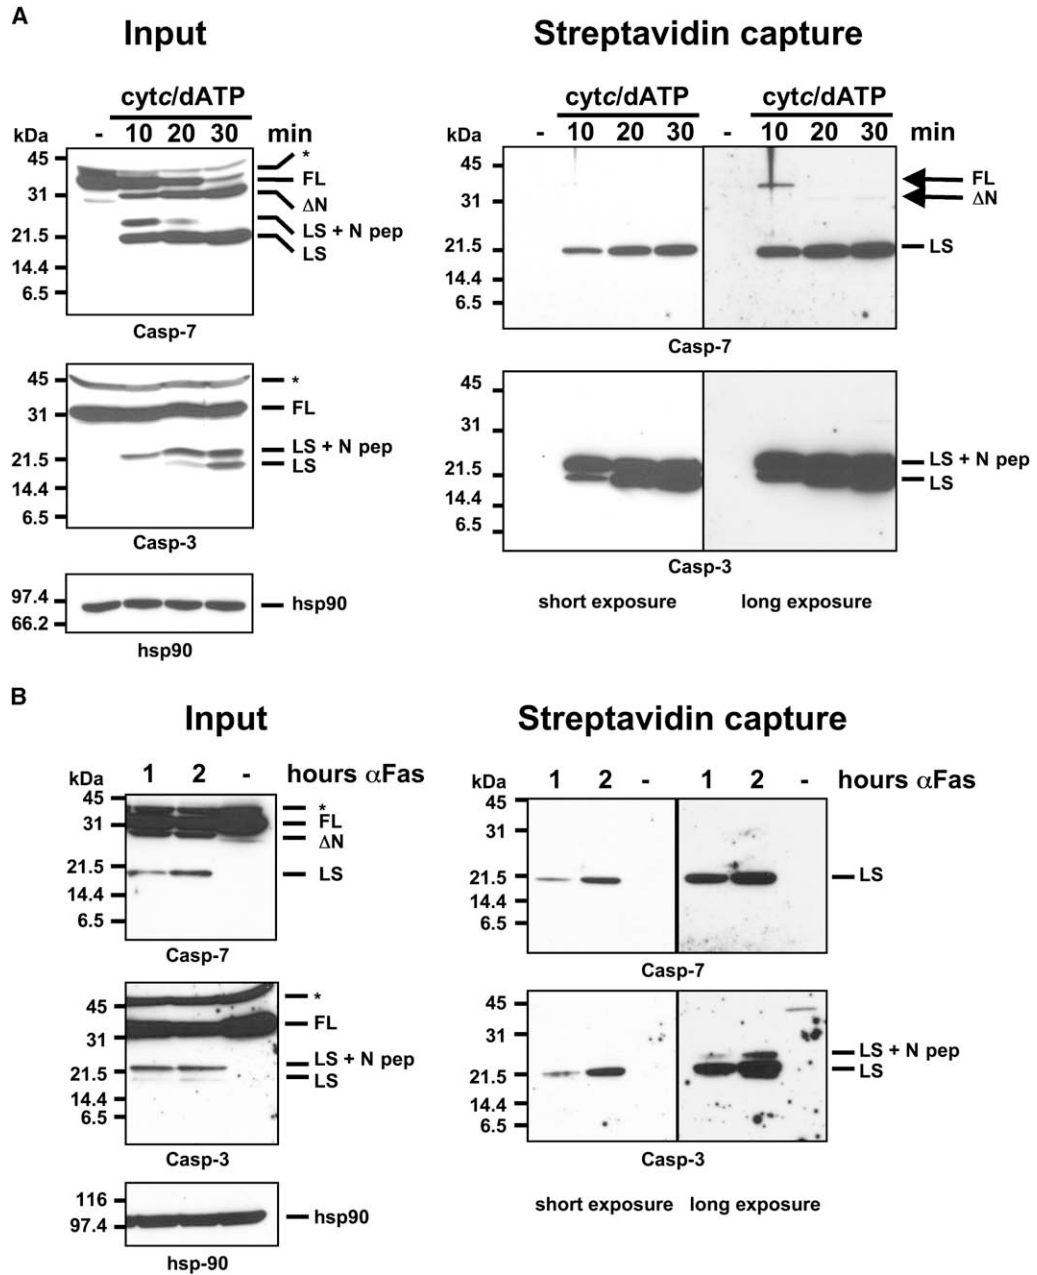 A
Input
Streptavidin capture
cytc/dATP
kDa - 10 20 30 min
45
31
21.5
14.4
6.5
*
FL
ΔN
LS + N pep
LS
Casp-7
cytc/dATP cytc/dATP
kDa - 10 20 30 - 10 20 30 min
45
31
21.5
14.4
6.5
FL
ΔN
LS
Casp-7
45
31
21.5
14.4
6.5
*
FL
LS + N pep
LS
Casp-3
45
31
21.5
14.4
6.5
LS + N pep
LS
Casp-3
short exposure long exposure
97.4
66.2
hsp90
hsp90
B
Input
Streptavidin capture
kDa 1 2 - hours αFas
45
31
21.5
14.4
6.5
*
FL
ΔN
LS
Casp-7
kDa 1 2 - 1 2 - hours αFas
45
31
21.5
14.4
6.5
LS
Casp-7
45
31
21.5
14.4
6.5
*
FL
LS + N pep
LS
Casp-3
45
31
21.5
14.4
6.5
LS + N pep
LS
Casp-3
short exposure long exposure
116
97.4
hsp90
hsp-90